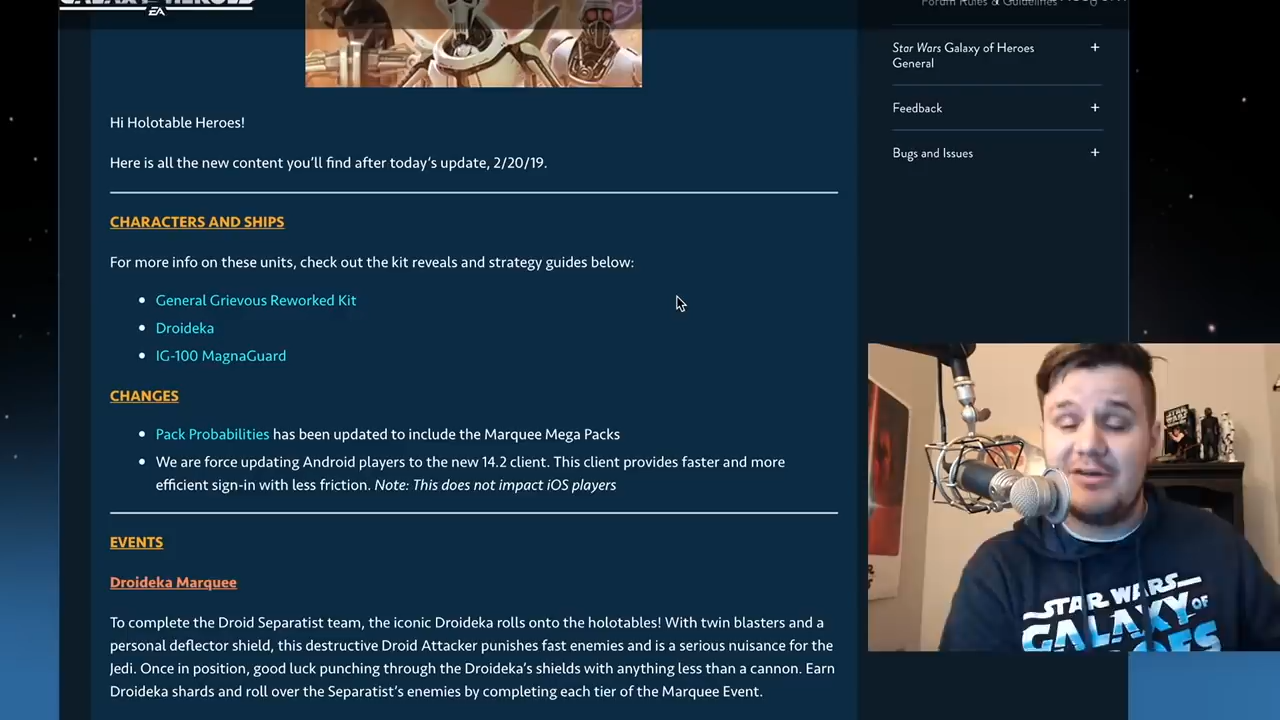 GALAXY OF HEROES
EA
Forum Rules & Guidelines
Star Wars Galaxy of Heroes
General
+
Feedback
+
Bugs and Issues
+
Hi Holotable Heroes!
Here is all the new content you'll find after today's update, 2/20/19.
CHARACTERS AND SHIPS
For more info on these units, check out the kit reveals and strategy guides below:
• General Grievous Reworked Kit
• Droideka
• IG-100 MagnaGuard
CHANGES
• Pack Probabilities has been updated to include the Marquee Mega Packs
• We are force updating Android players to the new 14.2 client. This client provides faster and more
efficient sign-in with less friction. Note: This does not impact iOS players
EVENTS
Droideka Marquee
To complete the Droid Separatist team, the iconic Droideka rolls onto the holotables! With twin blasters and a
personal deflector shield, this destructive Droid Attacker punishes fast enemies and is a serious nuisance for the
Jedi. Once in position, good luck punching through the Droideka's shields with anything less than a cannon. Earn
Droideka shards and roll over the Separatist's enemies by completing each tier of the Marquee Event.
STAR WARS
GALAXY OF
HEROES